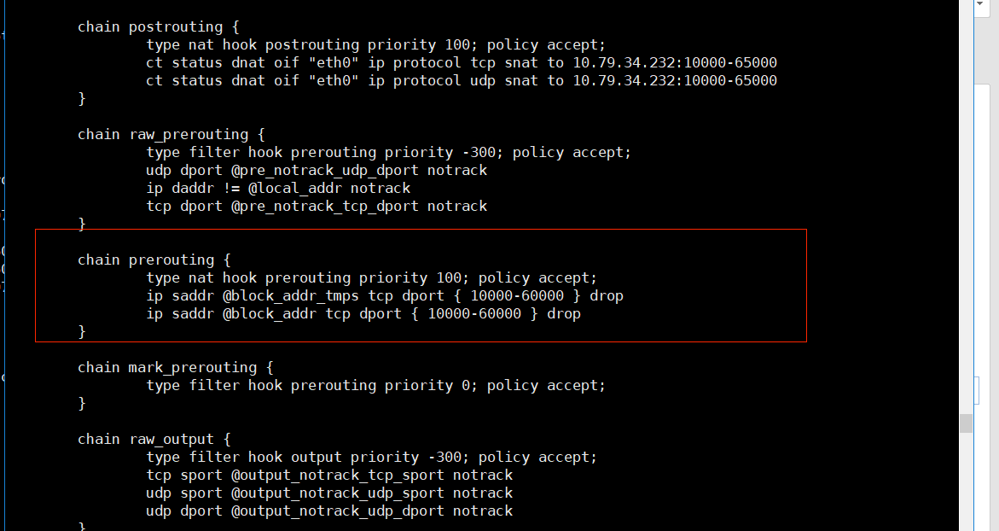 chain postrouting {
type nat hook postrouting priority 100; policy accept;
ct status dnat oif "eth0" ip protocol tcp snat to 10.79.34.232:10000-65000
ct status dnat oif "eth0" ip protocol udp snat to 10.79.34.232:10000-65000
}
chain raw_prerouting {
type filter hook prerouting priority -300; policy accept;
udp dport @pre_notrack_udp_dport notrack
ip daddr != @local_addr notrack
tcp dport @pre_notrack_tcp_dport notrack
}
chain prerouting {
type nat hook prerouting priority 100; policy accept;
ip saddr @block_addr_tmps tcp dport { 10000-60000 } drop
ip saddr @block_addr tcp dport { 10000-60000 } drop
}
chain mark_prerouting {
type filter hook prerouting priority 0; policy accept;
}
chain raw_output {
type filter hook output priority -300; policy accept;
tcp sport @output_notrack_tcp_sport notrack
udp sport @output_notrack_udp_sport notrack
udp dport @output_notrack_udp_dport notrack
}